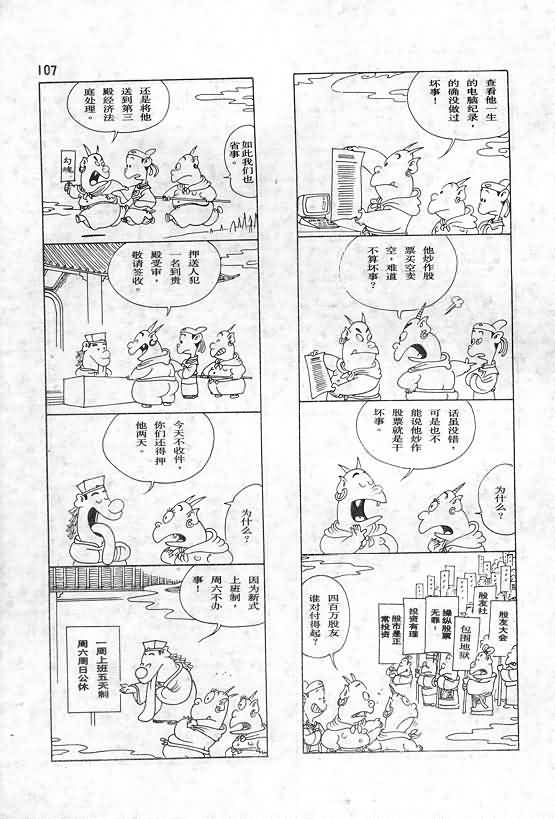 107
查看他一生
的电脑纪录，
的确没做过
坏事！
他炒作股
票买空卖
空，难道
不算坏事？
话虽没错，
可是也不
能说他炒作
股票就是干
坏事。
为什么？
股友大会
股友社
包围地狱
操纵股票
无罪！
投资有理
股市是正
常投资
四百万股友
谁对付得起？
还是将他
送到第三
殿经济法
庭处理。
如此我们也
省事。
勾魂
押送人犯
一名到贵
殿受审，
敬请签收。
今天不收件，
你们还得押
他两天。
为什么？
因为新式
上班制，
周六不办
事！
一周上班五天制
周六周日公休